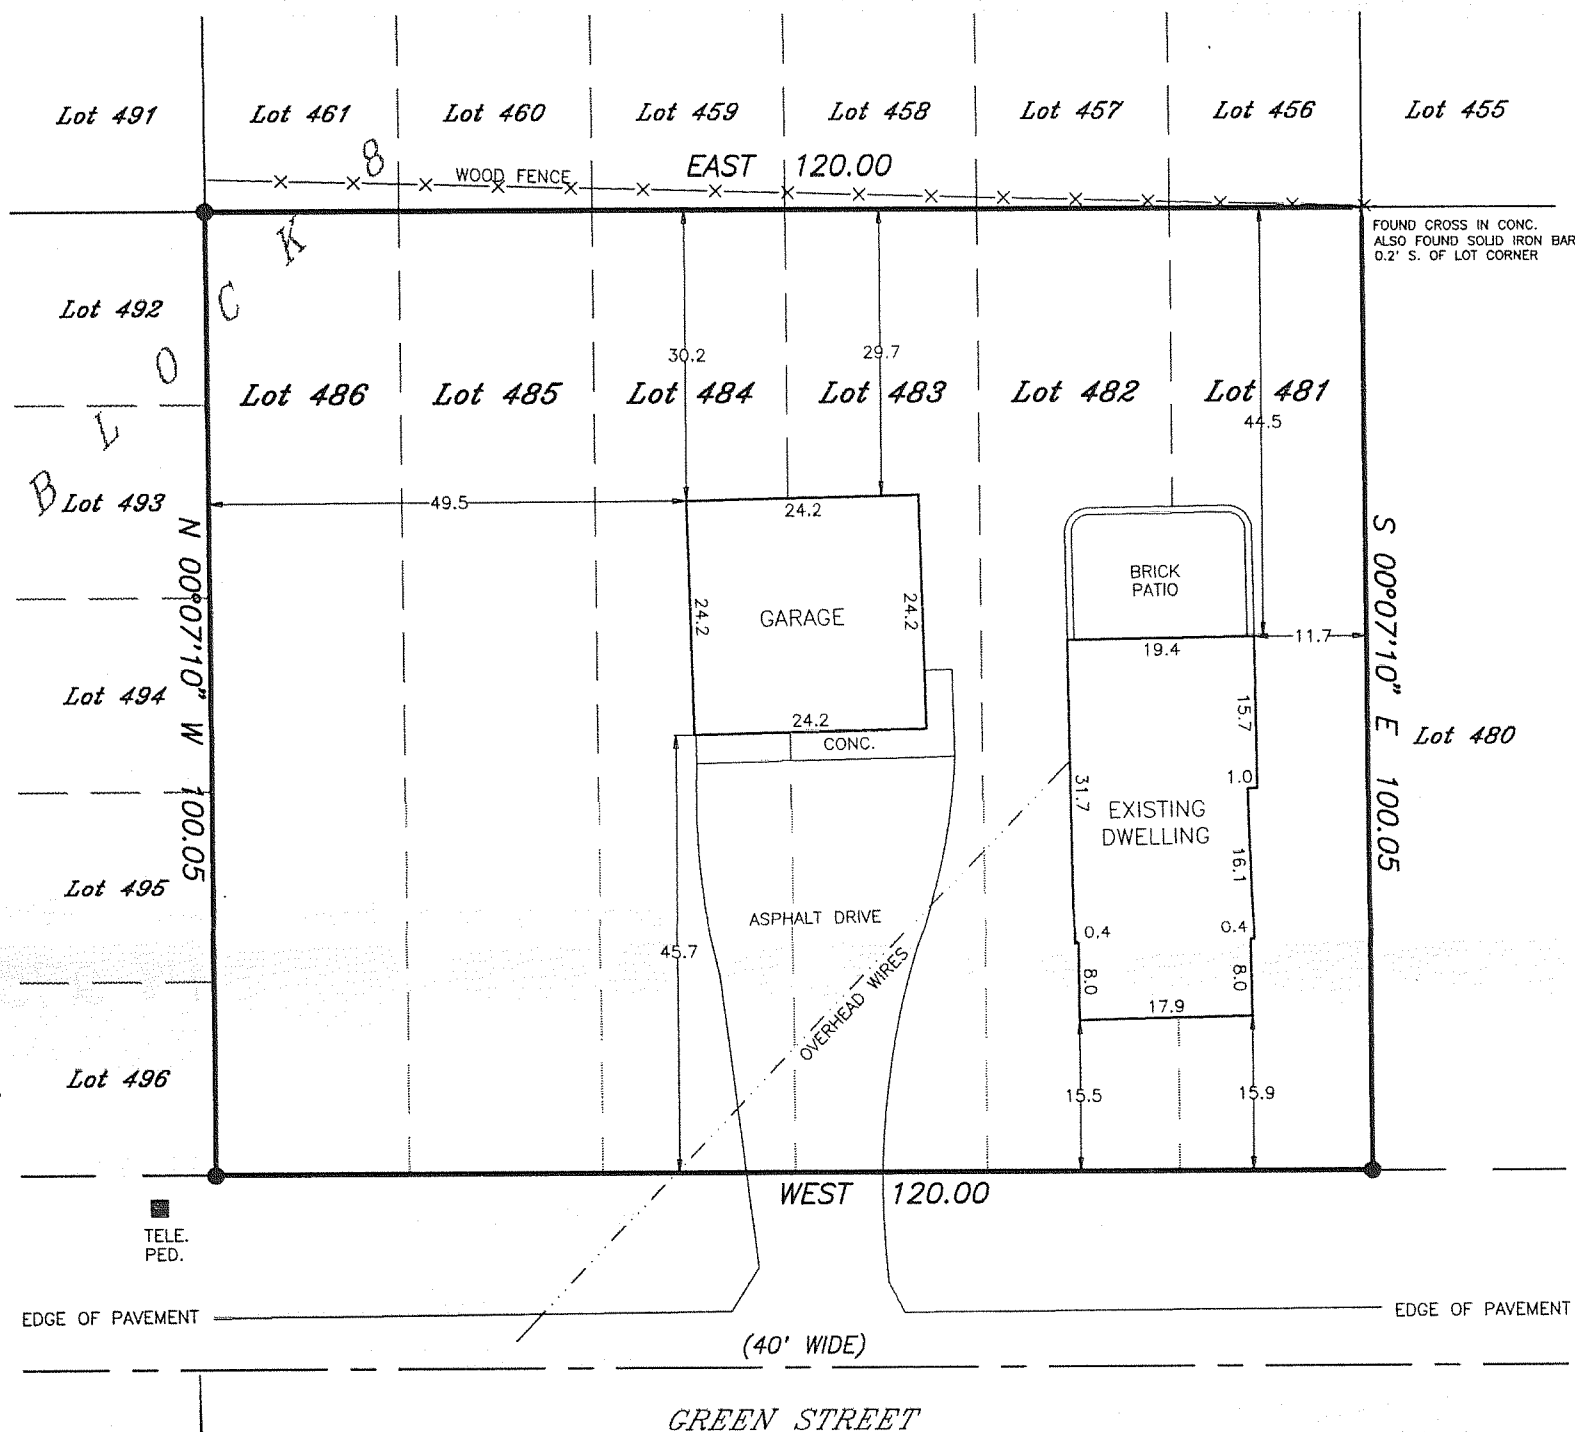 Lot 491
Lot 461
Lot 460
Lot 459
Lot 458
Lot 457
Lot 456
Lot 455
WOOD FENCE
EAST 120.00
FOUND CROSS IN CONC.
ALSO FOUND SOLID IRON BAR
0.2' S. OF LOT CORNER
BLOCK 8
Lot 492
30.2
29.7
Lot 486
Lot 485
Lot 484
Lot 483
Lot 482
Lot 481
44.5
Lot 493
49.5
24.2
N 00°07'10" W 100.05
S 00°07'10" E 100.05
BRICK
PATIO
24.2
GARAGE
24.2
11.7
19.4
Lot 494
24.2
CONC.
15.7
Lot 480
1.0
31.7
EXISTING
DWELLING
16.1
Lot 495
ASPHALT DRIVE
0.4
0.4
45.7
OVERHEAD WIRES
8.0
8.0
17.9
Lot 496
15.5
15.9
WEST 120.00
TELE.
PED.
EDGE OF PAVEMENT
EDGE OF PAVEMENT
(40' WIDE)
GREEN STREET